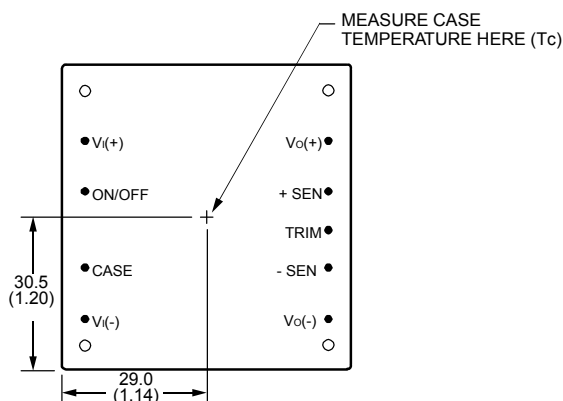 MEASURE CASE
TEMPERATURE HERE (Tc)
VI(+)
VO(+)
ON/OFF
+ SEN
TRIM
CASE
- SEN
30.5
(1.20)
VI(-)
VO(-)
29.0
(1.14)